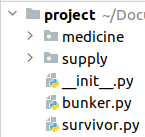 project ~/Docu
medicine
supply
__init__.py
bunker.py
survivor.py